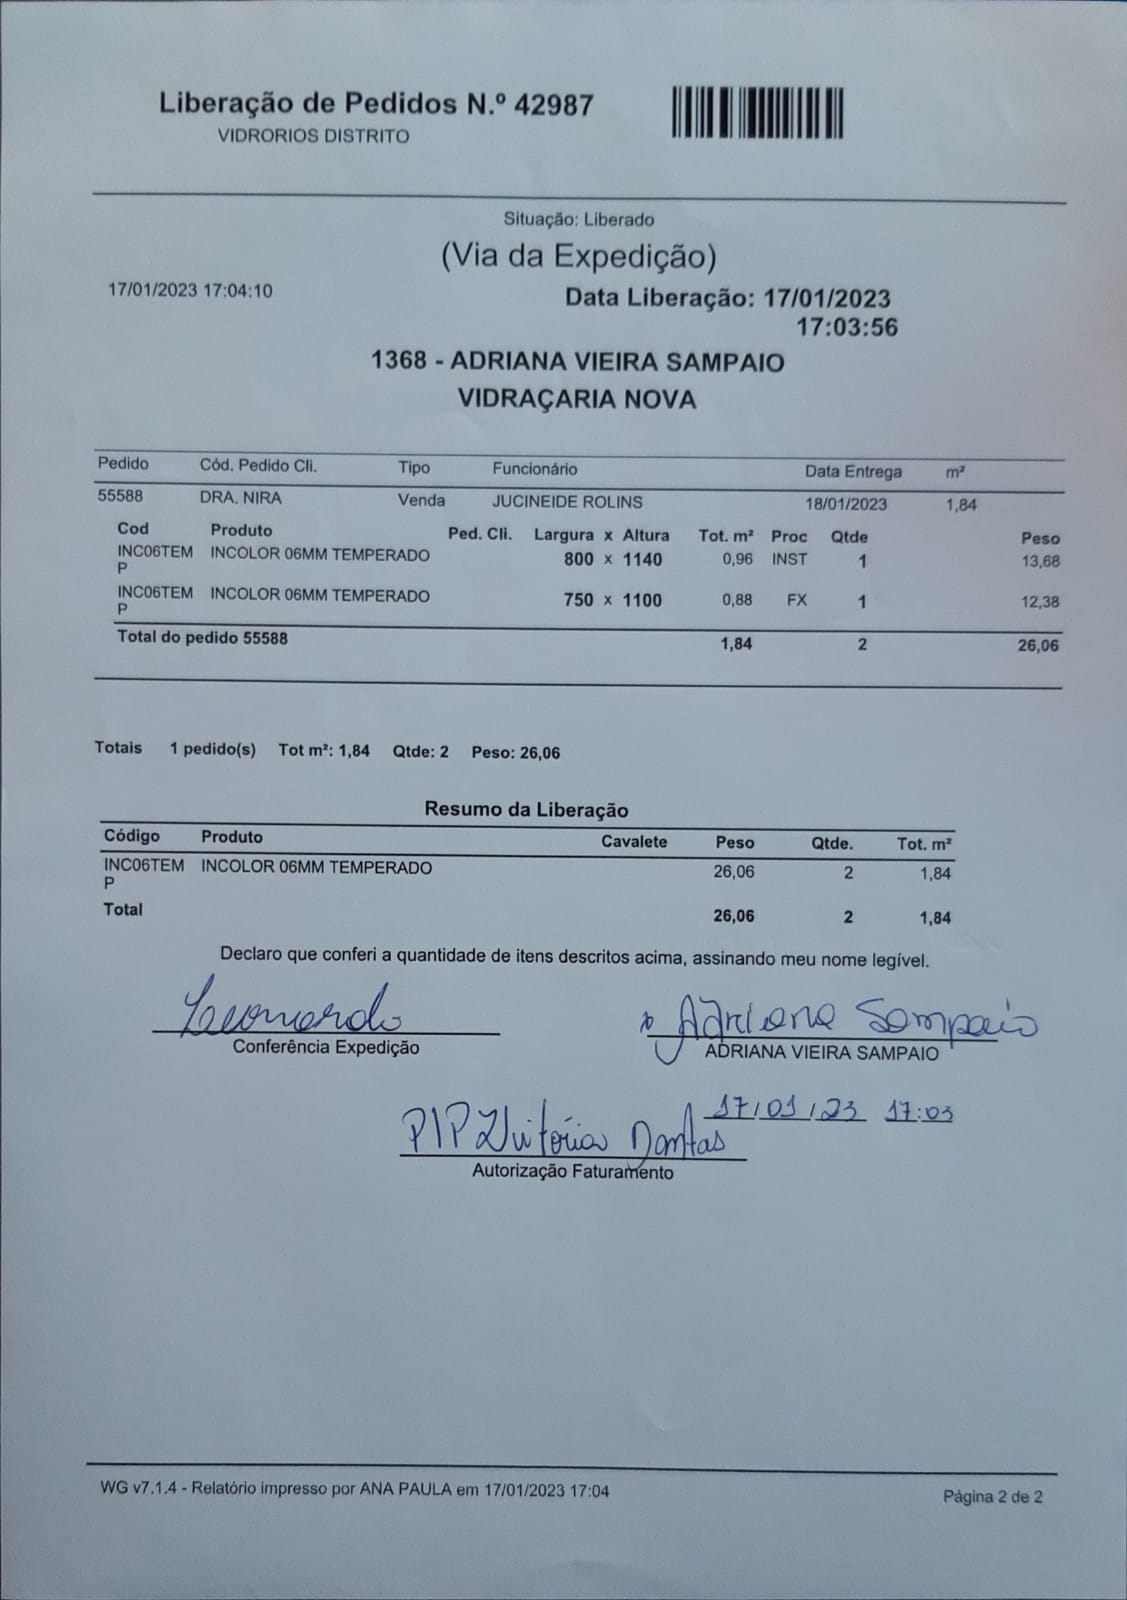 Liberação de Pedidos N.º 42987
VIDRORIOS DISTRITO
Situação: Liberado
(Via da Expedição)
17/01/2023 17:04:10
Data Liberação: 17/01/2023
17:03:56
1368 - ADRIANA VIEIRA SAMPAIO
VIDRAÇARIA NOVA
Pedido Cód. Pedido Cli. Tipo Funcionário Data Entrega m²
55588 DRA. NIRA Venda JUCINEIDE ROLINS 18/01/2023 1,84
Cod Produto Ped. Cli. Largura x Altura Tot. m² Proc Qtde Peso
INC06TEM INCOLOR 06MM TEMPERADO 800 x 1140 0,96 INST 1 13,68
P
INC06TEM INCOLOR 06MM TEMPERADO 750 x 1100 0,88 FX 1 12,38
P
Total do pedido 55588 1,84 2 26,06
Totais 1 pedido(s) Tot m²: 1,84 Qtde: 2 Peso: 26,06
Resumo da Liberação
Código Produto Cavalete Peso Qtde. Tot. m²
INC06TEM INCOLOR 06MM TEMPERADO 26,06 2 1,84
P
Total 26,06 2 1,84
Declaro que conferi a quantidade de itens descritos acima, assinando meu nome legível.
Leonardo Adriana Sampaio
Conferência Expedição ADRIANA VIEIRA SAMPAIO
17/01/23 17:03
Vitória Dantas
Autorização Faturamento
WG v7.1.4 - Relatório impresso por ANA PAULA em 17/01/2023 17:04
Página 2 de 2